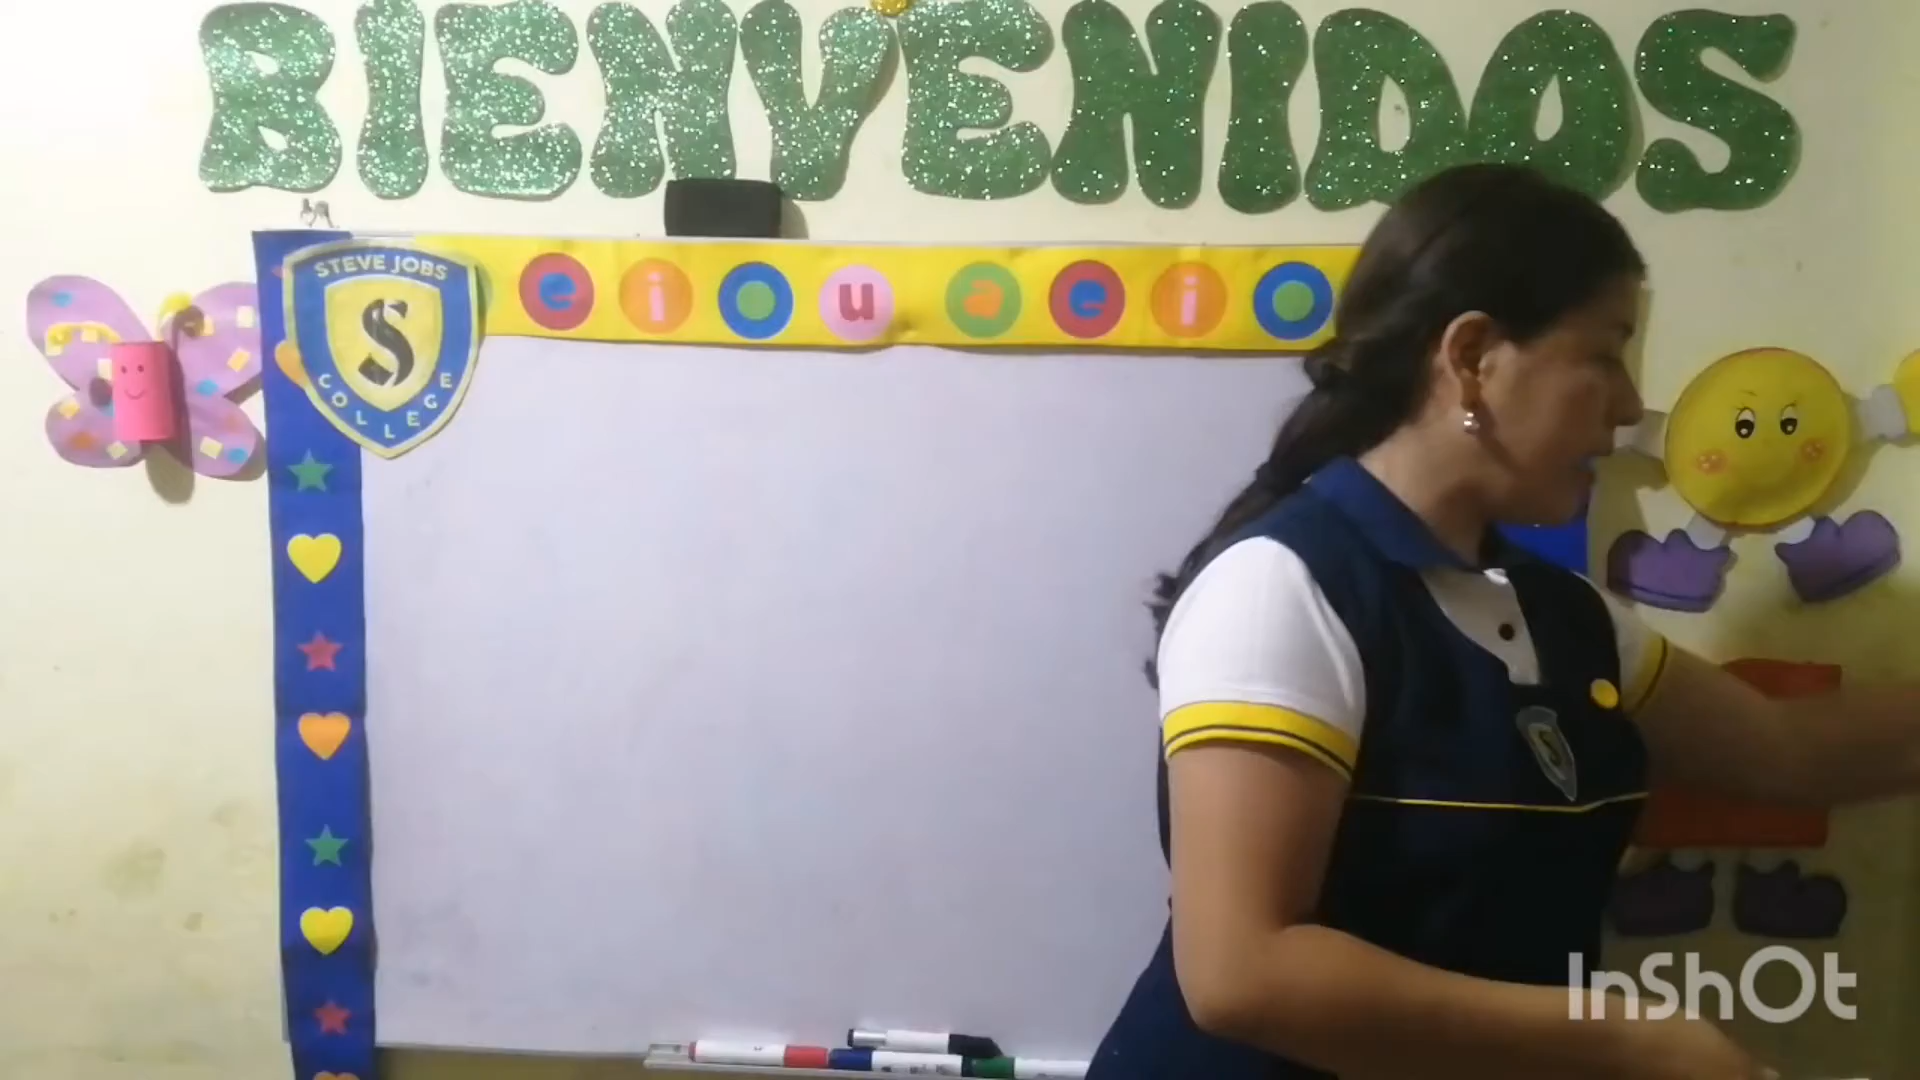 BIENVENIDOS
STEVE JOBS
S
COLLEGE
e i o u a e i o
S
InShOt